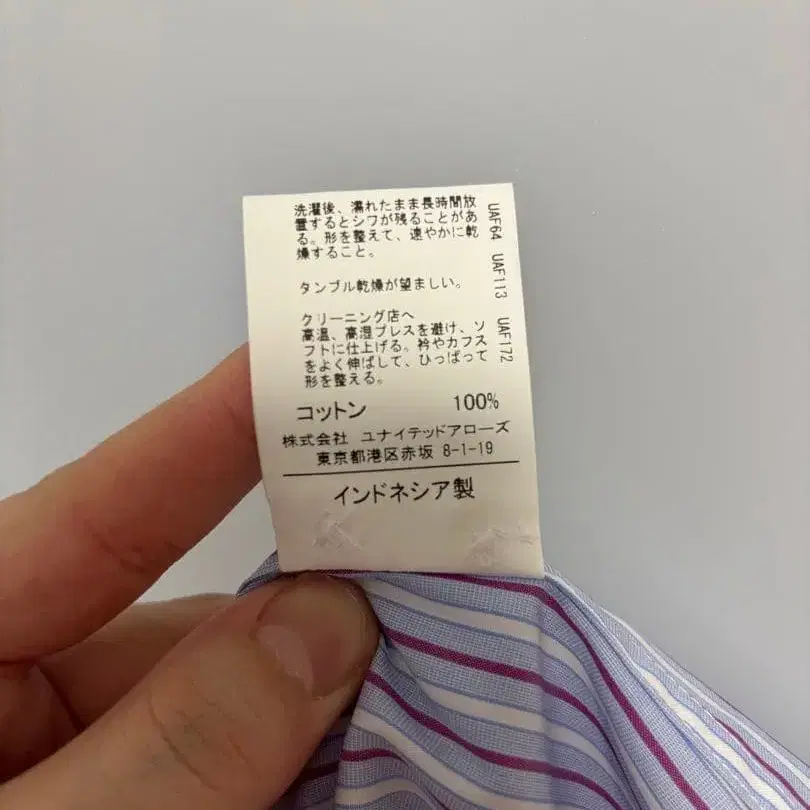 洗濯後、濡れたまま長時間放
置するとシワが残ることがあ
る。形を整えて、速やかに乾
燥すること。
タンブル乾燥が望ましい。
クリーニング店へ
高温、高湿プレスを避け、ソ
フトに仕上げる。衿やカフス
をよく伸ばして、ひっぱって
形を整える。
UAF64 UAF113 UAF172
コットン 100%
株式会社 ユナイテッドアローズ
東京都港区赤坂 8-1-19
インドネシア製